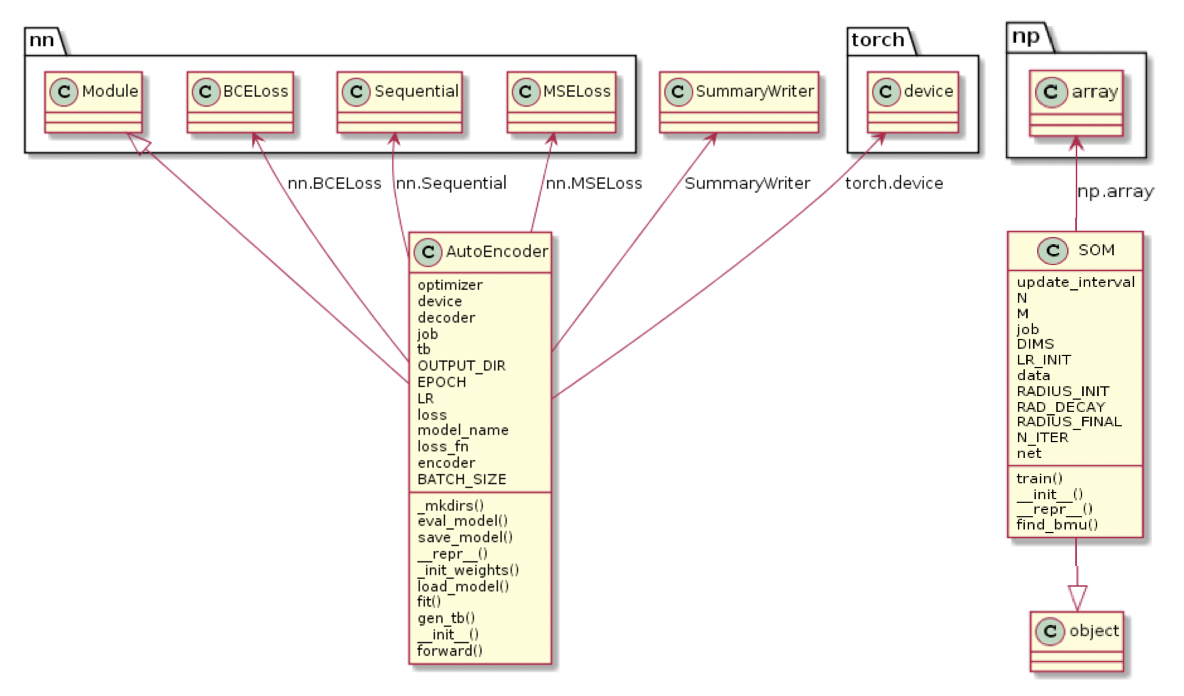 nn
torch
np
C Module
C BCELoss
C Sequential
C MSELoss
C SummaryWriter
C device
C array
nn.BCELoss
nn.Sequential
nn.MSELoss
SummaryWriter
torch.device
np.array
C AutoEncoder
optimizer
device
decoder
job
tb
OUTPUT_DIR
EPOCH
LR
loss
model_name
loss_fn
encoder
BATCH_SIZE
_mkdirs()
eval_model()
save_model()
__repr__()
_init_weights()
load_model()
fit()
gen_tb()
__init__()
forward()
C SOM
update_interval
N
M
job
DIMS
LR_INIT
data
RADIUS_INIT
RAD_DECAY
RADIUS_FINAL
N_ITER
net
train()
__init__()
__repr__()
find_bmu()
C object